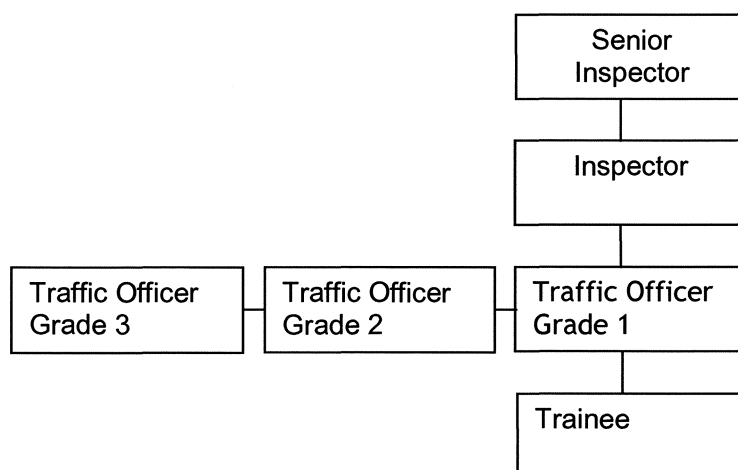 Senior
Inspector
Inspector
Traffic Officer
Grade 3
Traffic Officer
Grade 2
Traffic Officer
Grade 1
Trainee